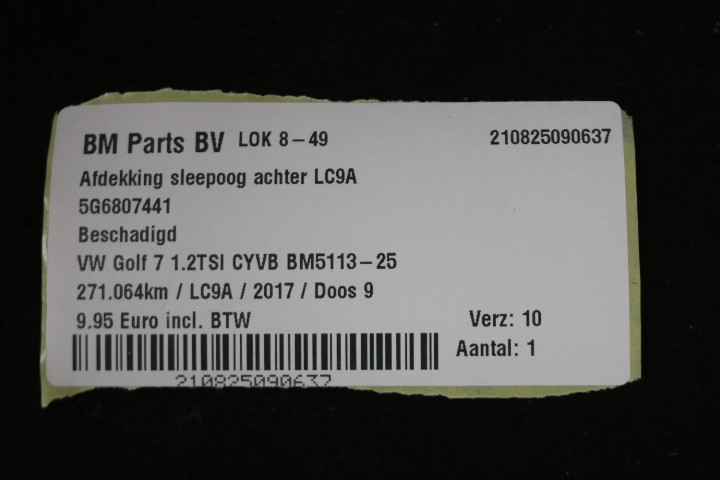 BM Parts BV LOK 8-49 210825090637
Afdekking sleepoog achter LC9A
5G6807441
Beschadigd
VW Golf 7 1.2TSI CYVB BM5113-25
271.064km / LC9A / 2017 / Doos 9
9.95 Euro incl. BTW Verz: 10
Aantal: 1
210825090637